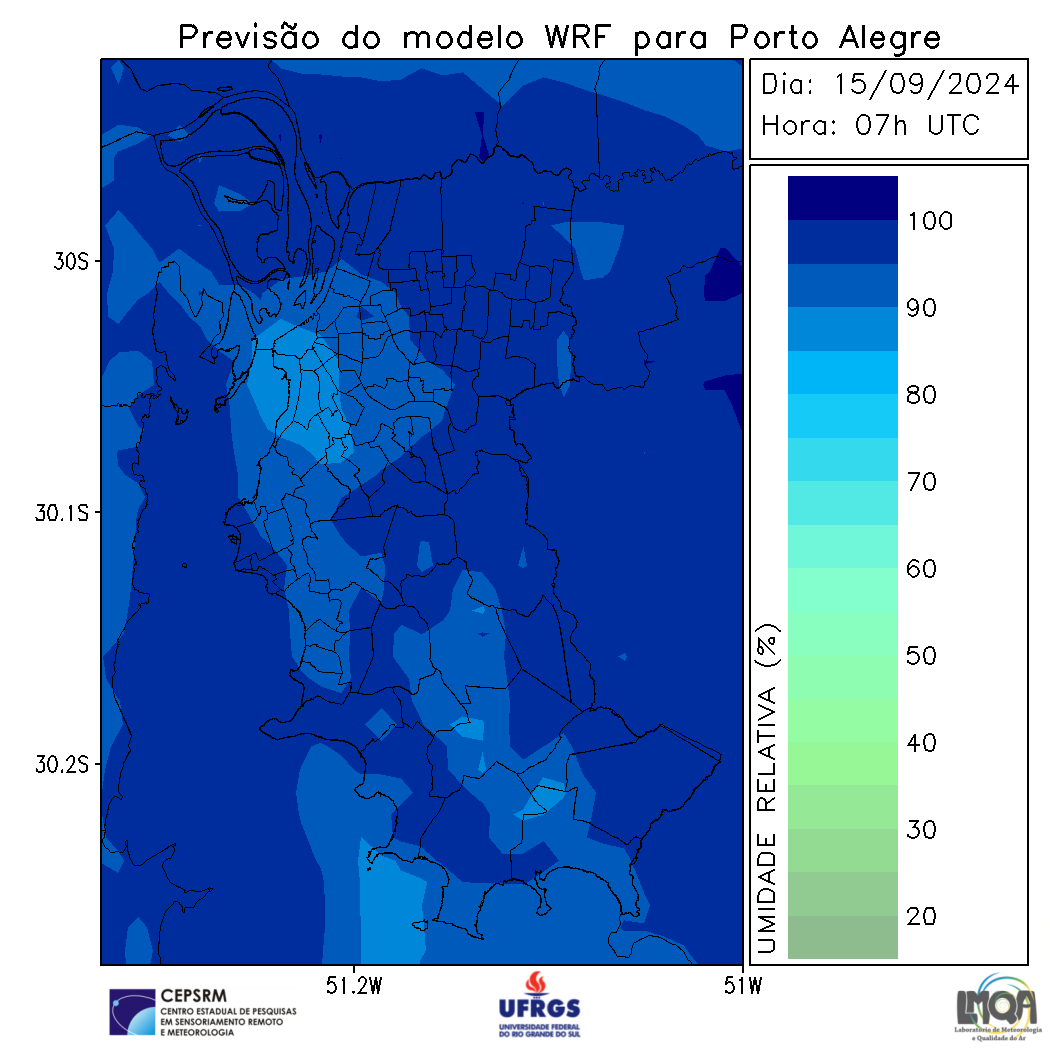 Previsão do modelo WRF para Porto Alegre
Dia: 15/09/2024
Hora: 07h UTC
100
90
80
70
60
50
40
30
20
UMIDADE RELATIVA (%)
30S
30.1S
30.2S
51.2W
51W
CEPSRM
CENTRO ESTADUAL DE PESQUISAS
EM SENSORIAMENTO REMOTO
E METEOROLOGIA
UFRGS
UNIVERSIDADE FEDERAL
DO RIO GRANDE DO SUL
LMQA
Laboratório de Meteorologia
e Qualidade do Ar